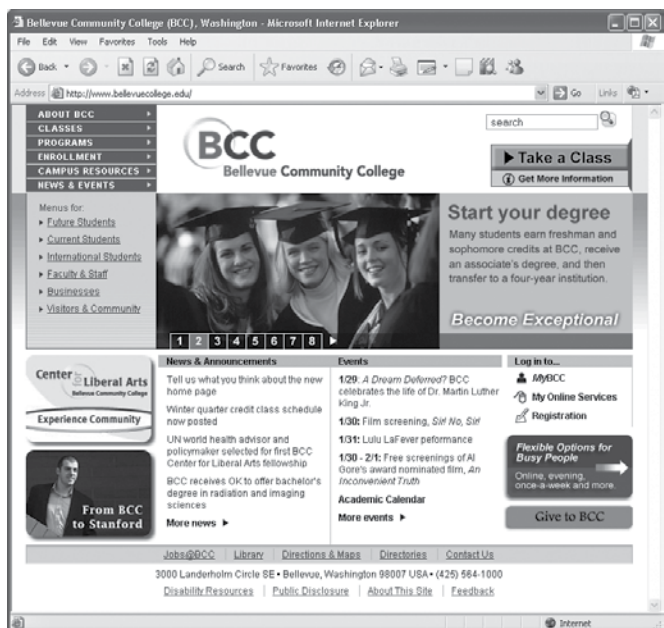 Bellevue Community College (BCC), Washington - Microsoft Internet Explorer
File Edit View Favorites Tools Help
Back Search Favorites
Address http://www.bellevuecollege.edu/ Go Links
ABOUT BCC
CLASSES
PROGRAMS
ENROLLMENT
CAMPUS RESOURCES
NEWS & EVENTS
BCC
Bellevue Community College
search
Take a Class
Get More Information
Menus for:
Future Students
Current Students
International Students
Faculty & Staff
Businesses
Visitors & Community
1 2 3 4 5 6 7 8
Start your degree
Many students earn freshman and
sophomore credits at BCC, receive
an associate's degree, and then
transfer to a four-year institution.
Become Exceptional
Center for Liberal Arts
Bellevue Community College
Experience Community
From BCC
to Stanford
News & Announcements
Tell us what you think about the new
home page
Winter quarter credit class schedule
now posted
UN world health advisor and
policymaker selected for first BCC
Center for Liberal Arts fellowship
BCC receives OK to offer bachelor's
degree in radiation and imaging
sciences
More news
Events
1/29: A Dream Deferred? BCC
celebrates the life of Dr. Martin Luther
King Jr.
1/30: Film screening, Sir! No, Sir!
1/31: Lulu LaFever peformance
1/30 - 2/1: Free screenings of Al
Gore's award nominated film, An
Inconvenient Truth
Academic Calendar
More events
Log in to...
MyBCC
My Online Services
Registration
Flexible Options for
Busy People
Online, evening,
once-a-week and more.
Give to BCC
Jobs@BCC | Library | Directions & Maps | Directories | Contact Us
3000 Landerholm Circle SE • Bellevue, Washington 98007 USA • (425) 564-1000
Disability Resources | Public Disclosure | About This Site | Feedback
Internet